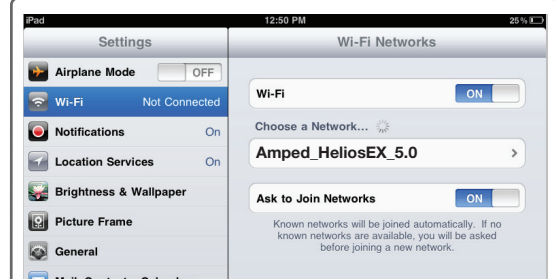 iPad
12:50 PM
25%
Settings
Airplane Mode OFF
Wi-Fi Not Connected
Notifications On
Location Services On
Brightness & Wallpaper
Picture Frame
General
Wi-Fi Networks
Wi-Fi ON
Choose a Network...
Amped_HeliosEX_5.0
Ask to Join Networks ON
Known networks will be joined automatically. If no
known networks are available, you will be asked
before joining a new network.